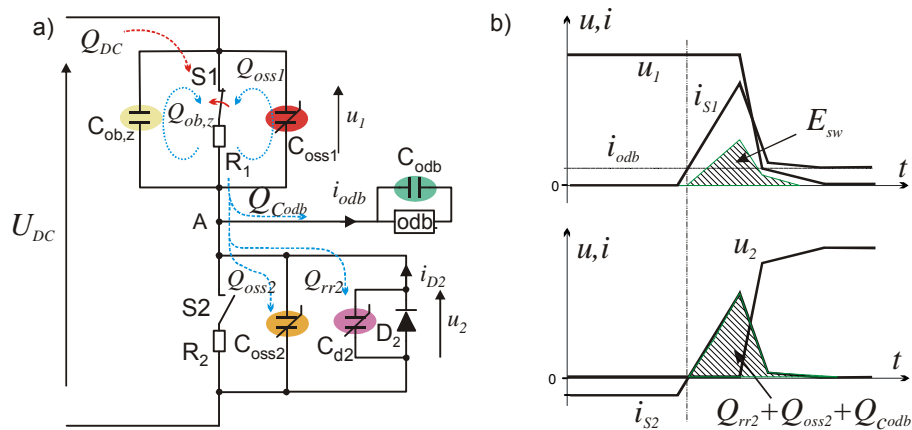 a)
Q_DC
S1
Q_oss1
C_ob,z
Q_ob,z
C_oss1
u_1
R_1
C_odb
i_odb
Q_Codb
A
odb.
U_DC
S2
Q_oss2
Q_rr2
i_D2
u_2
R_2
C_oss2
C_d2
D_2
b)
u,i
u_1
i_S1
E_sw
i_odb
t
0
u,i
u_2
t
0
i_S2
Q_rr2+Q_oss2+Q_Codb